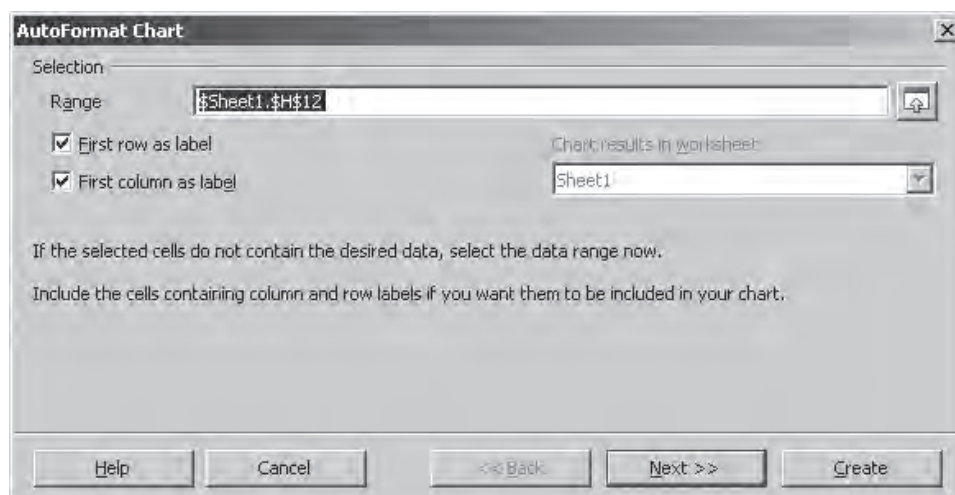 AutoFormat Chart
Selection
Range $Sheet1.$H$12
First row as label
Chart results in worksheet
First column as label
Sheet1
If the selected cells do not contain the desired data, select the data range now.
Include the cells containing column and row labels if you want them to be included in your chart.
Help Cancel << Back Next >> Create